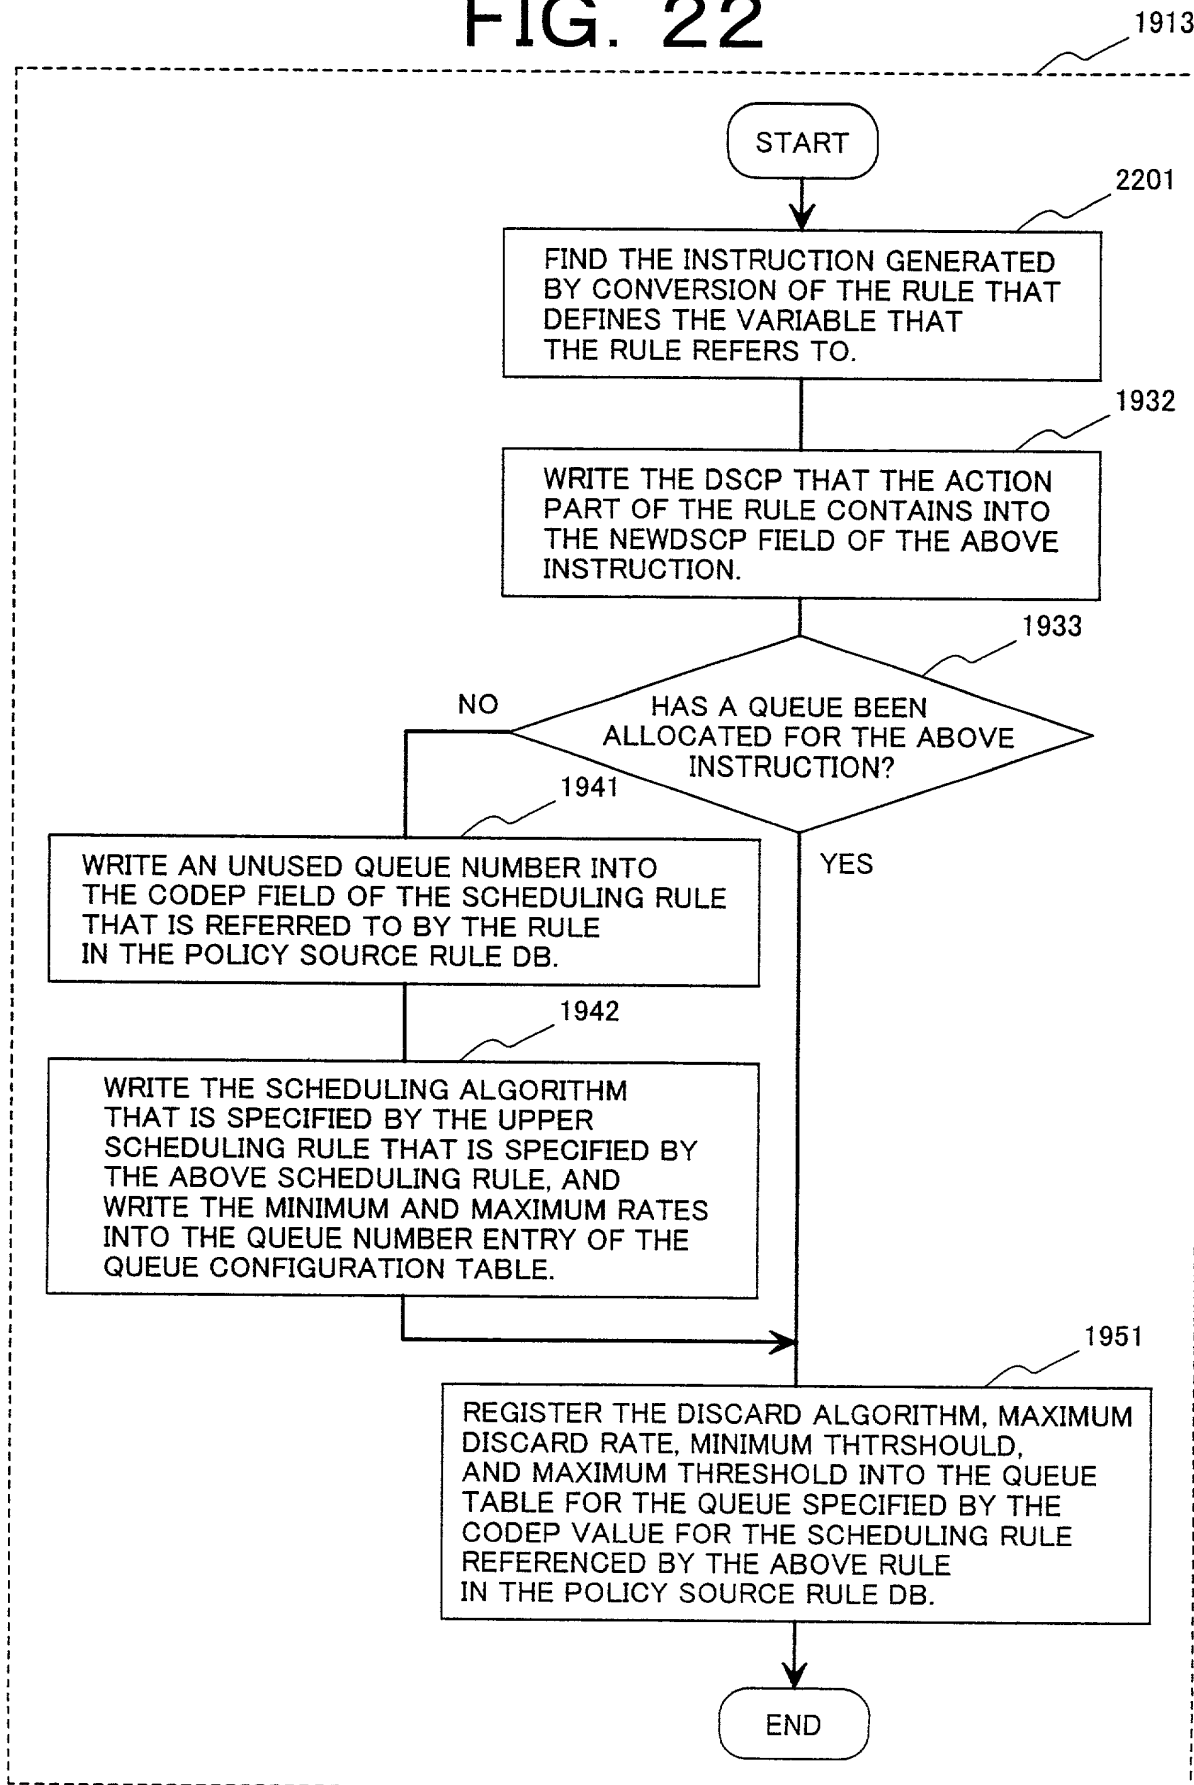 FIG. 22
1913
START
2201
FIND THE INSTRUCTION GENERATED
BY CONVERSION OF THE RULE THAT
DEFINES THE VARIABLE THAT
THE RULE REFERS TO.
1932
WRITE THE DSCP THAT THE ACTION
PART OF THE RULE CONTAINS INTO
THE NEWDSCP FIELD OF THE ABOVE
INSTRUCTION.
1933
NO
HAS A QUEUE BEEN
ALLOCATED FOR THE ABOVE
INSTRUCTION?
1941
YES
WRITE AN UNUSED QUEUE NUMBER INTO
THE CODEP FIELD OF THE SCHEDULING RULE
THAT IS REFERRED TO BY THE RULE
IN THE POLICY SOURCE RULE DB.
1942
WRITE THE SCHEDULING ALGORITHM
THAT IS SPECIFIED BY THE UPPER
SCHEDULING RULE THAT IS SPECIFIED BY
THE ABOVE SCHEDULING RULE, AND
WRITE THE MINIMUM AND MAXIMUM RATES
INTO THE QUEUE NUMBER ENTRY OF THE
QUEUE CONFIGURATION TABLE.
1951
REGISTER THE DISCARD ALGORITHM, MAXIMUM
DISCARD RATE, MINIMUM THTRSHOULD,
AND MAXIMUM THRESHOLD INTO THE QUEUE
TABLE FOR THE QUEUE SPECIFIED BY THE
CODEP VALUE FOR THE SCHEDULING RULE
REFERENCED BY THE ABOVE RULE
IN THE POLICY SOURCE RULE DB.
END